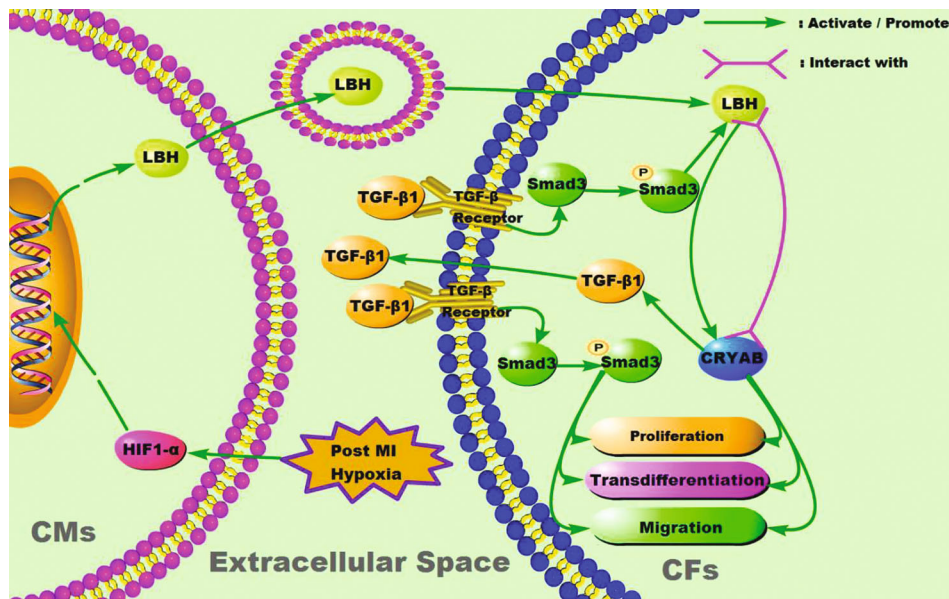 : Activate / Promote
: Interact with
LBH
LBH
LBH
TGF-β1
TGF-β
Receptor
Smad3
P
Smad3
TGF-β1
TGF-β1
TGF-β1
TGF-β
Receptor
Smad3
P
Smad3
CRYAB
HIF1-α
Post MI
Hypoxia
Proliferation
Transdifferentiation
Migration
CMs
Extracellular Space
CFs